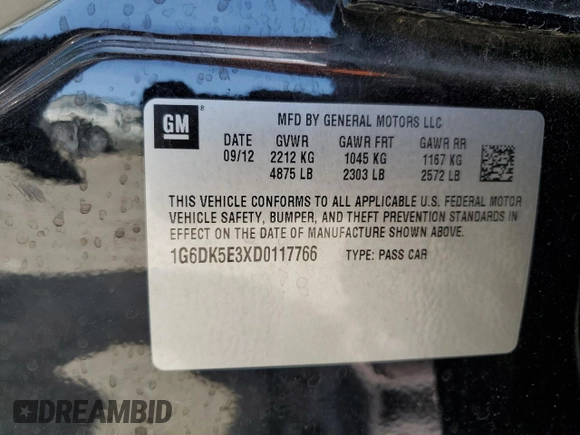 GM ®
MFD BY GENERAL MOTORS LLC
DATE GVWR GAWR FRT GAWR RR
09/12 2212 KG 1045 KG 1167 KG
4875 LB 2303 LB 2572 LB
THIS VEHICLE CONFORMS TO ALL APPLICABLE U.S. FEDERAL MOTOR
VEHICLE SAFETY, BUMPER, AND THEFT PREVENTION STANDARDS IN
EFFECT ON THE DATE OF MANUFACTURE SHOWN ABOVE.
1G6DK5E3XD0117766 TYPE: PASS CAR
DREAMBID